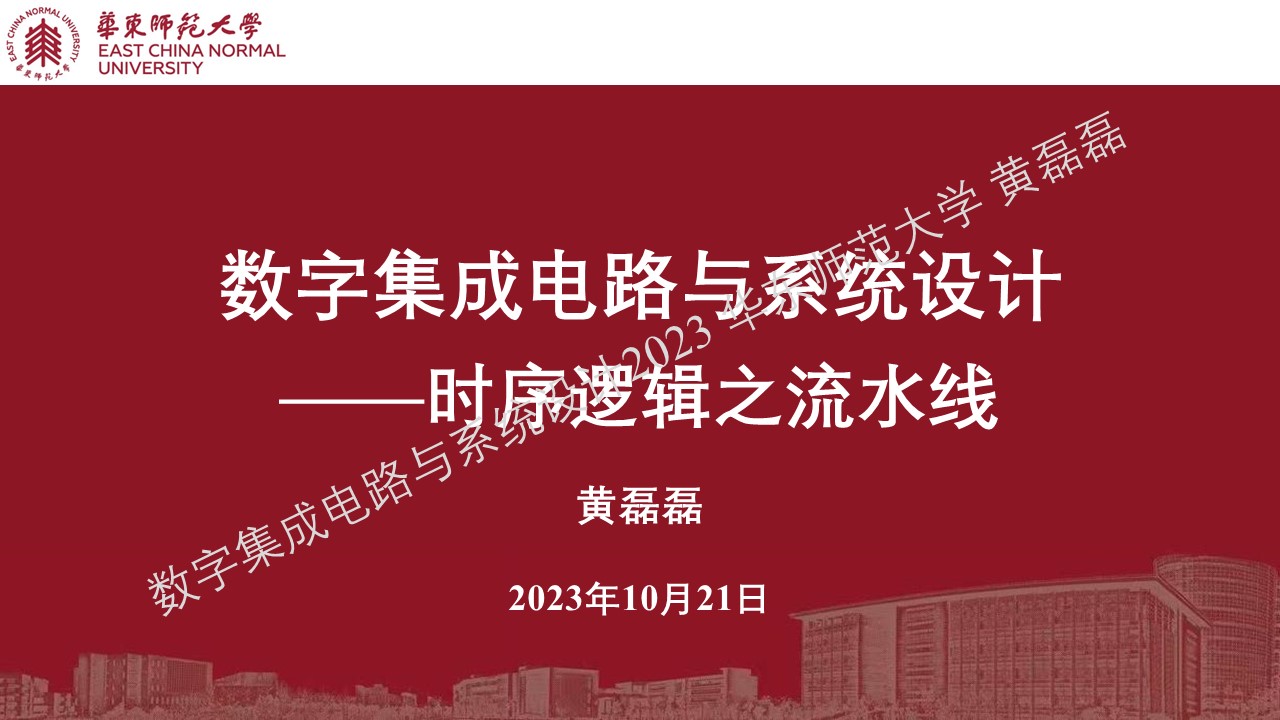 華東師範大學
EAST CHINA NORMAL
UNIVERSITY
EAST CHINA NORMAL UNIVERSITY
華東師範大學
数字集成电路与系统设计
——时序逻辑之流水线
黄磊磊
2023年10月21日
数字集成电路与系统设计2023 华东师范大学 黄磊磊